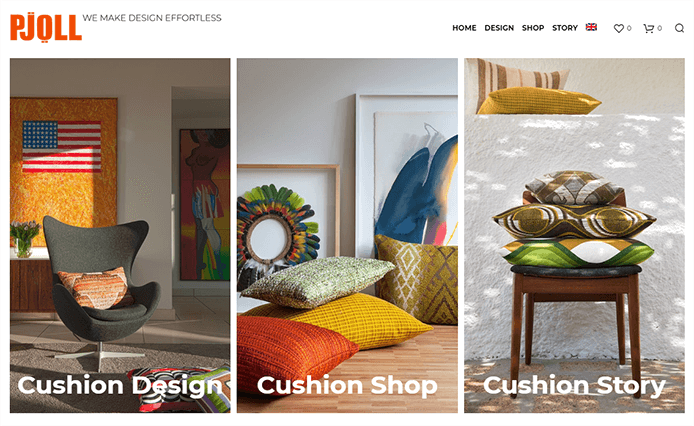 PJOLL
WE MAKE DESIGN EFFORTLESS
HOME DESIGN SHOP STORY 0 0
Cushion Design
Cushion Shop
Cushion Story